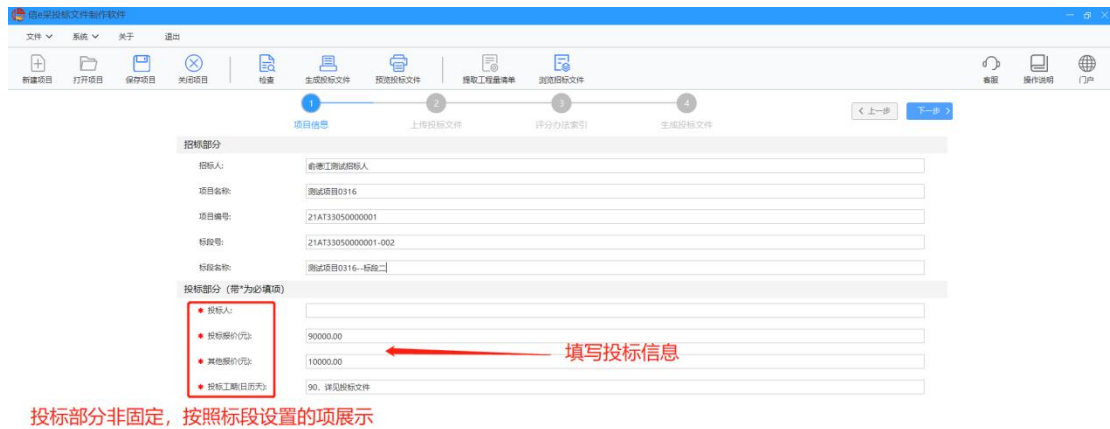 倍e采投标文件制作软件
文件 系统 关于 退出
新建项目 打开项目 保存项目 关闭项目 检查 生成投标文件 预览投标文件 提取工程量清单 浏览招标文件 客服 操作说明 门户
1 2 3 4
项目信息 上传投标文件 评分办法索引 生成投标文件
上一步 下一步
招标部分
招标人: 俞德江测试招标人
项目名称: 测试项目0316
项目编号: 21AT33050000001
标段号: 21AT33050000001-002
标段名称: 测试项目0316--标段二
投标部分（带*为必填项)
* 投标人:
* 投标报价(元): 90000.00
* 其他报价(元): 10000.00
填写投标信息
* 投标工期(日历天): 90，详见投标文件
投标部分非固定，按照标段设置的项展示